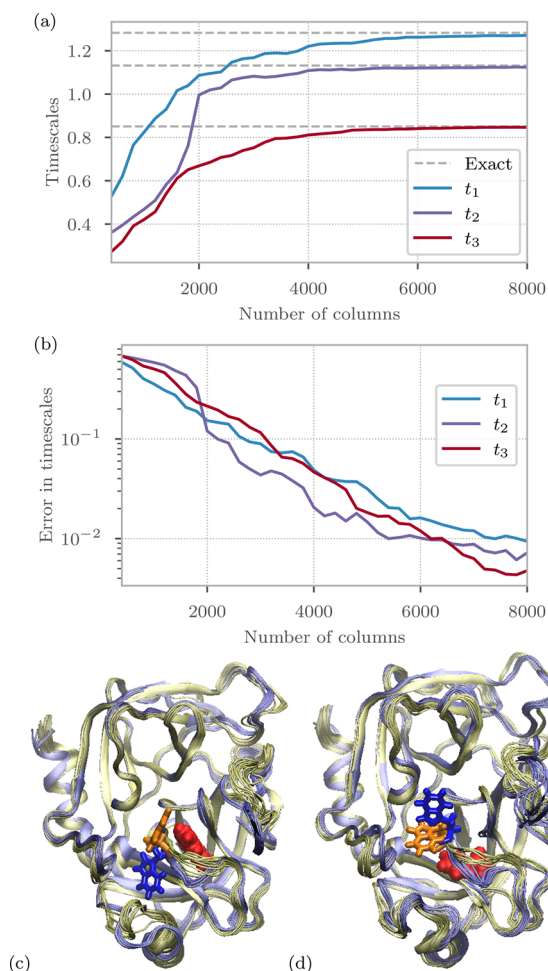 (a)
1.2
1.0
0.8
0.6
0.4
Timescales
Exact
t₁
t₂
t₃
2000 4000 6000 8000
Number of columns
(b)
10⁻¹
10⁻²
Error in timescales
t₁
t₂
t₃
2000 4000 6000 8000
Number of columns
(c) (d)